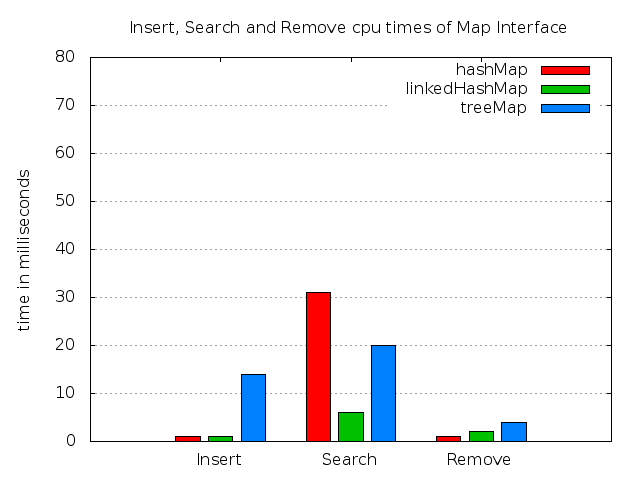 Insert, Search and Remove cpu times of Map Interface
80
70
60
50
40
30
20
10
0
time in milliseconds
hashMap
linkedHashMap
treeMap
Insert Search Remove